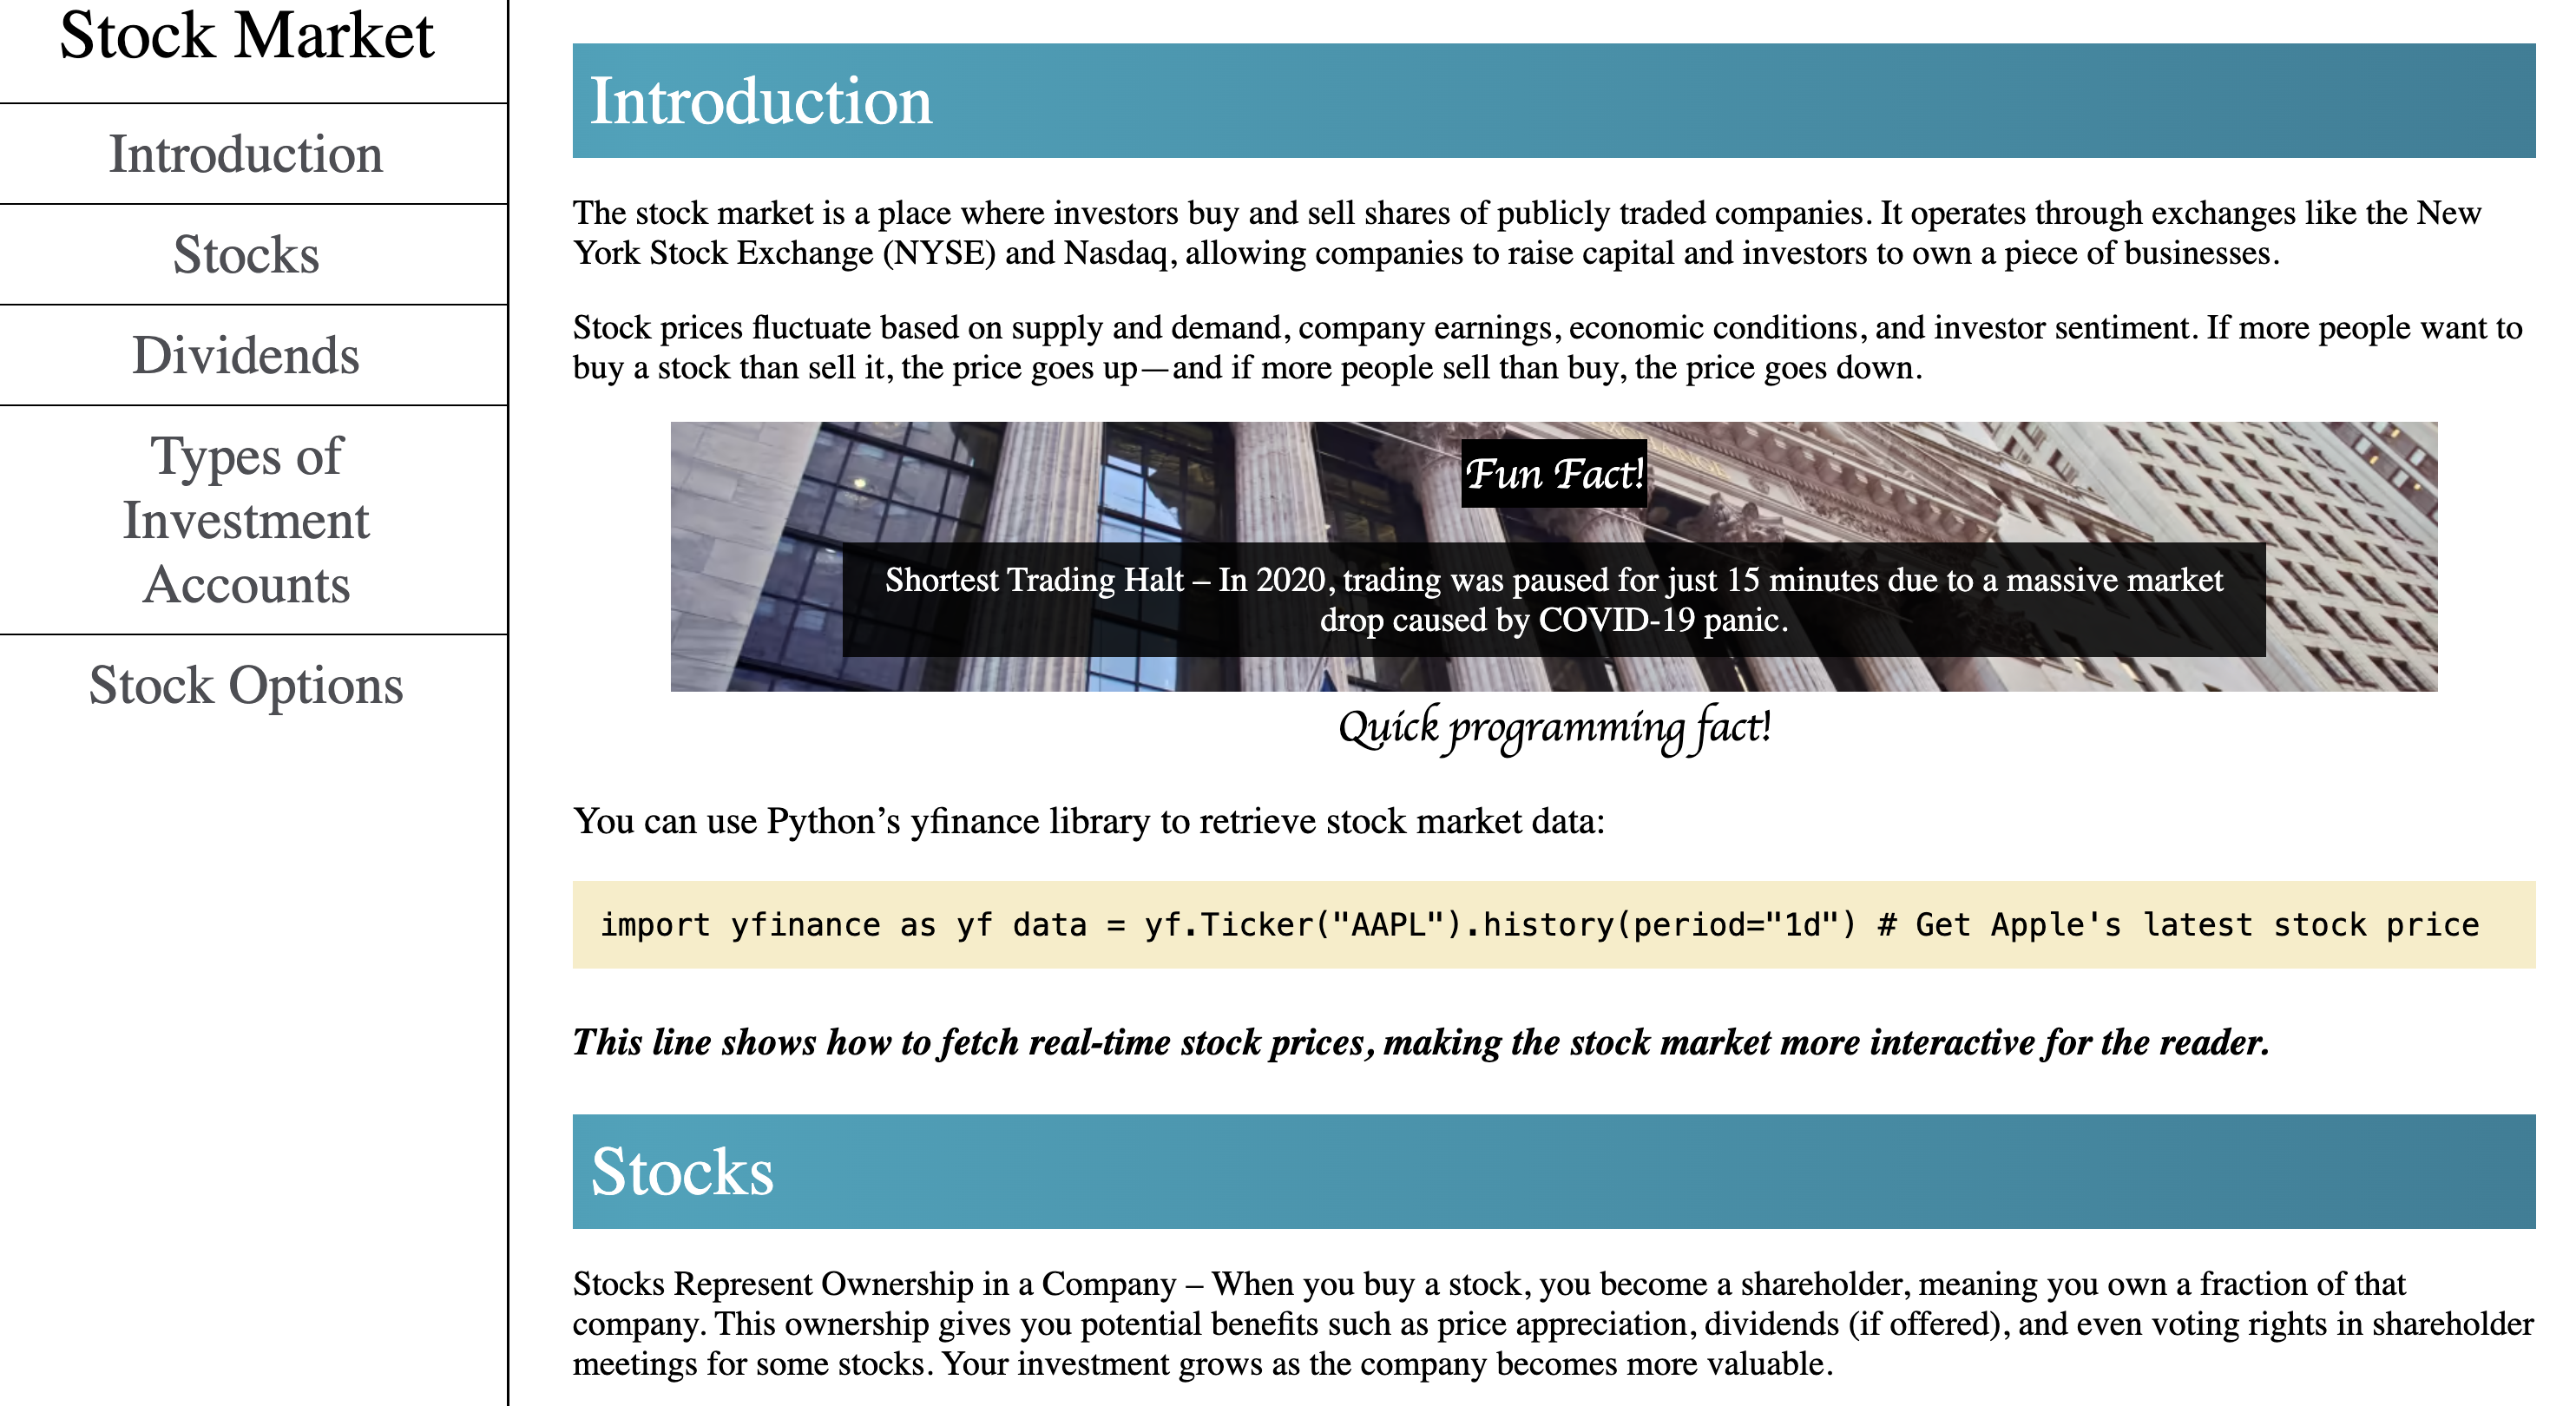 Stock Market
Introduction
Stocks
Dividends
Types of
Investment
Accounts
Stock Options
Introduction
The stock market is a place where investors buy and sell shares of publicly traded companies. It operates through exchanges like the New
York Stock Exchange (NYSE) and Nasdaq, allowing companies to raise capital and investors to own a piece of businesses.
Stock prices fluctuate based on supply and demand, company earnings, economic conditions, and investor sentiment. If more people want to
buy a stock than sell it, the price goes up—and if more people sell than buy, the price goes down.
Fun Fact!
EXCHANGE
Shortest Trading Halt – In 2020, trading was paused for just 15 minutes due to a massive market
drop caused by COVID-19 panic.
Quick programming fact!
You can use Python’s yfinance library to retrieve stock market data:
import yfinance as yf data = yf.Ticker("AAPL").history(period="1d") # Get Apple's latest stock price
This line shows how to fetch real-time stock prices, making the stock market more interactive for the reader.
Stocks
Stocks Represent Ownership in a Company – When you buy a stock, you become a shareholder, meaning you own a fraction of that
company. This ownership gives you potential benefits such as price appreciation, dividends (if offered), and even voting rights in shareholder
meetings for some stocks. Your investment grows as the company becomes more valuable.